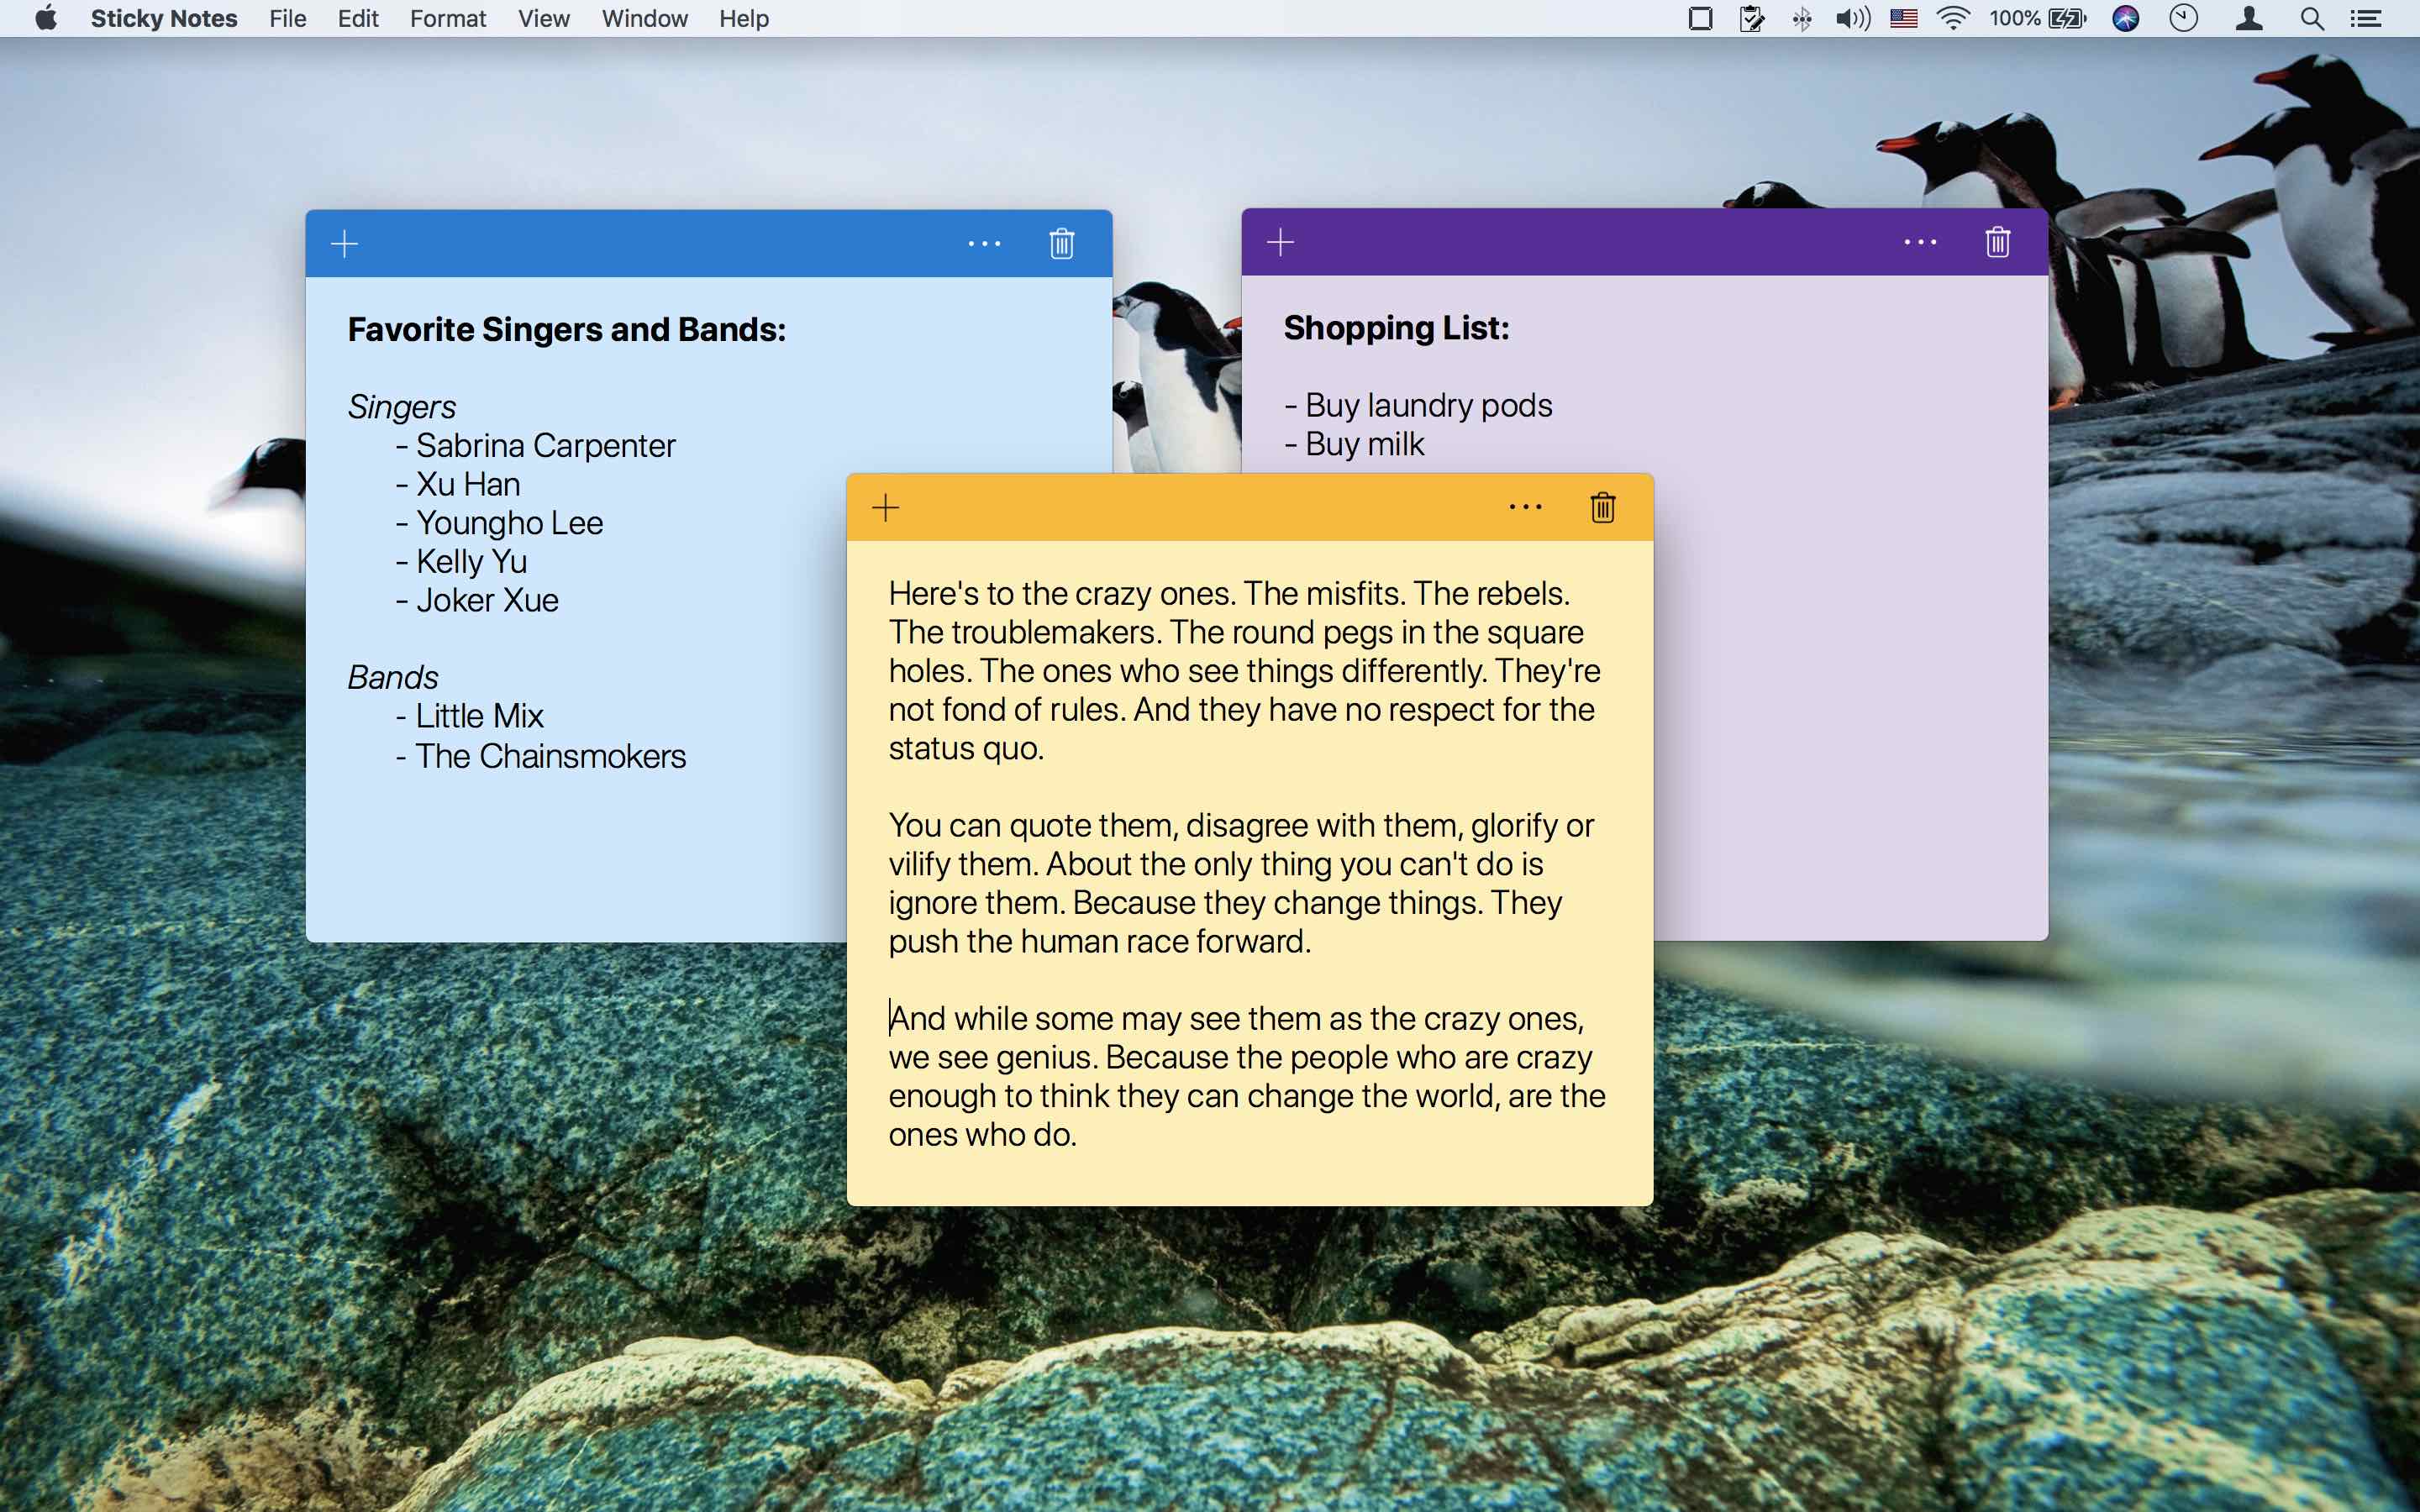 Sticky Notes File Edit Format View Window Help 100%
Favorite Singers and Bands:
Singers
- Sabrina Carpenter
- Xu Han
- Youngho Lee
- Kelly Yu
- Joker Xue
Bands
- Little Mix
- The Chainsmokers
Shopping List:
- Buy laundry pods
- Buy milk
Here's to the crazy ones. The misfits. The rebels.
The troublemakers. The round pegs in the square
holes. The ones who see things differently. They're
not fond of rules. And they have no respect for the
status quo.
You can quote them, disagree with them, glorify or
vilify them. About the only thing you can't do is
ignore them. Because they change things. They
push the human race forward.
And while some may see them as the crazy ones,
we see genius. Because the people who are crazy
enough to think they can change the world, are the
ones who do.